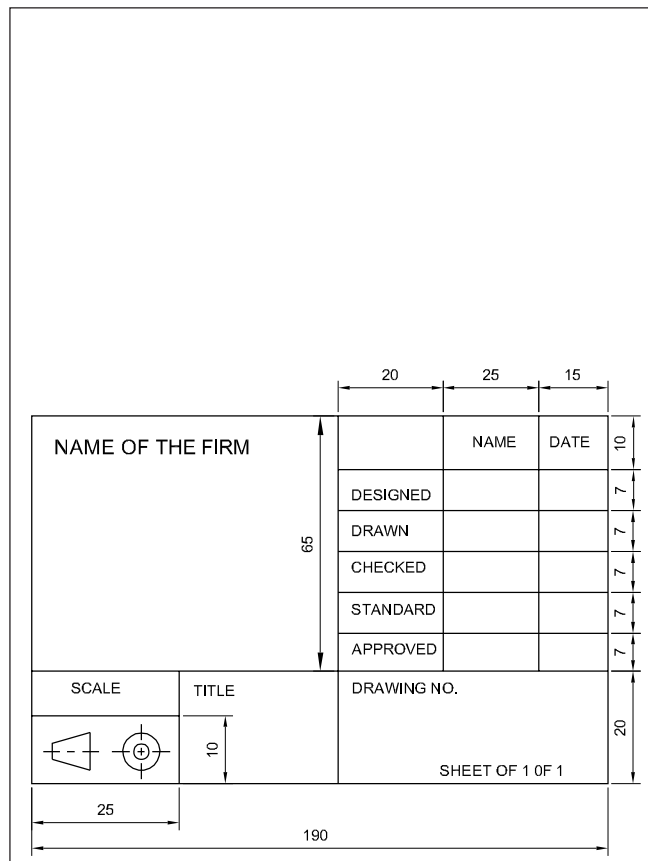 20 25 15
NAME OF THE FIRM
NAME DATE
10
DESIGNED
7
DRAWN
7
65
CHECKED
7
STANDARD
7
APPROVED
7
SCALE
TITLE
DRAWING NO.
10
20
SHEET OF 1 0F 1
25
190